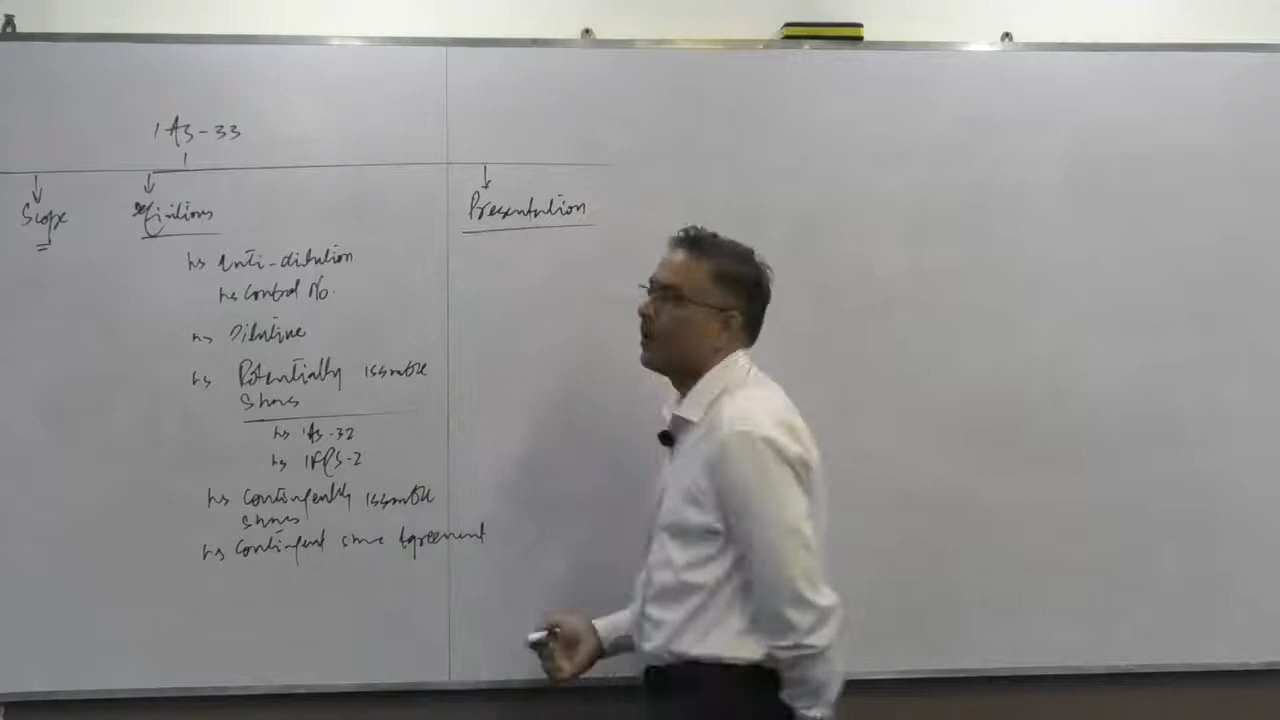 IAS-33
Scope
Definitions
Presentation
↳ Anti-dilution
↳ Control No.
↳ Dilutive
↳ Potentially issuable
Shares
↳ IAS-32
↳ IFRS-2
↳ Contingently issuable
Shares
↳ Contingent share Agreement